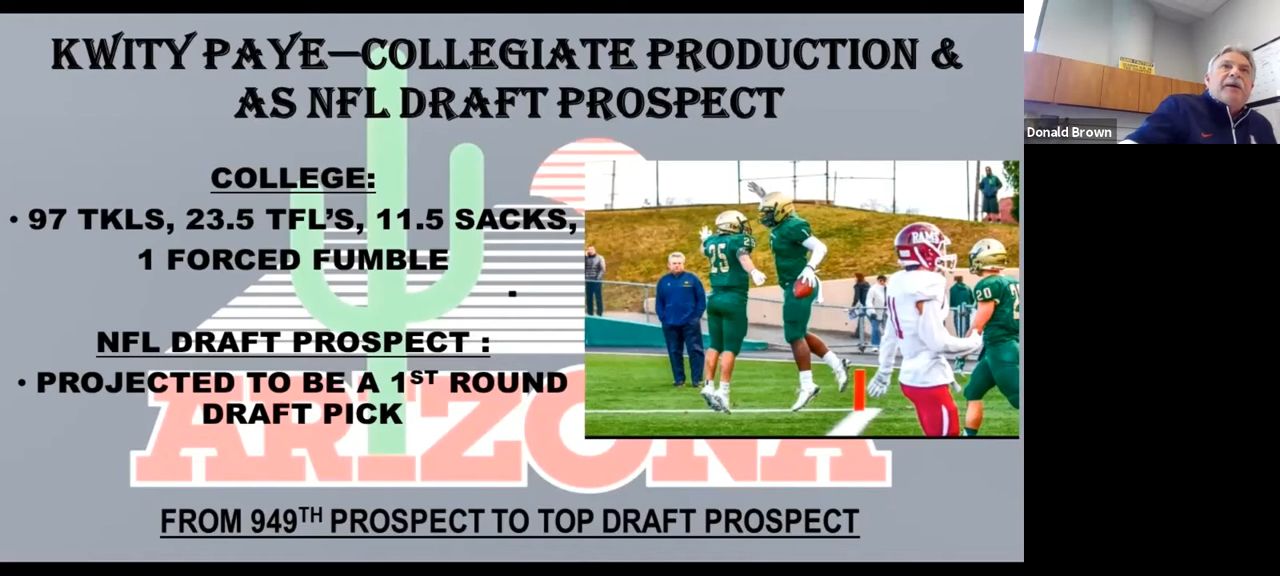 KWITY PAYE—COLLEGIATE PRODUCTION &
AS NFL DRAFT PROSPECT
COLLEGE:
• 97 TKLS, 23.5 TFL'S, 11.5 SACKS,
1 FORCED FUMBLE
.
NFL DRAFT PROSPECT :
• PROJECTED TO BE A 1ST ROUND
DRAFT PICK
ARIZONA
FROM 949TH PROSPECT TO TOP DRAFT PROSPECT
25
RAMS
20
Donald Brown